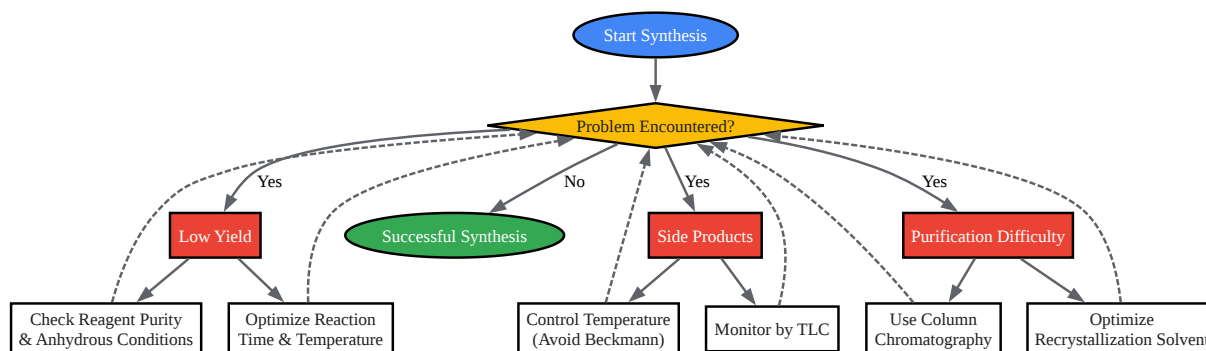 Start Synthesis
Problem Encountered?
Yes
No
Yes
Yes
Low Yield
Successful Synthesis
Side Products
Purification Difficulty
Check Reagent Purity
& Anhydrous Conditions
Optimize Reaction
Time & Temperature
Control Temperature
(Avoid Beckmann)
Monitor by TLC
Use Column
Chromatography
Optimize
Recrystallization Solvent